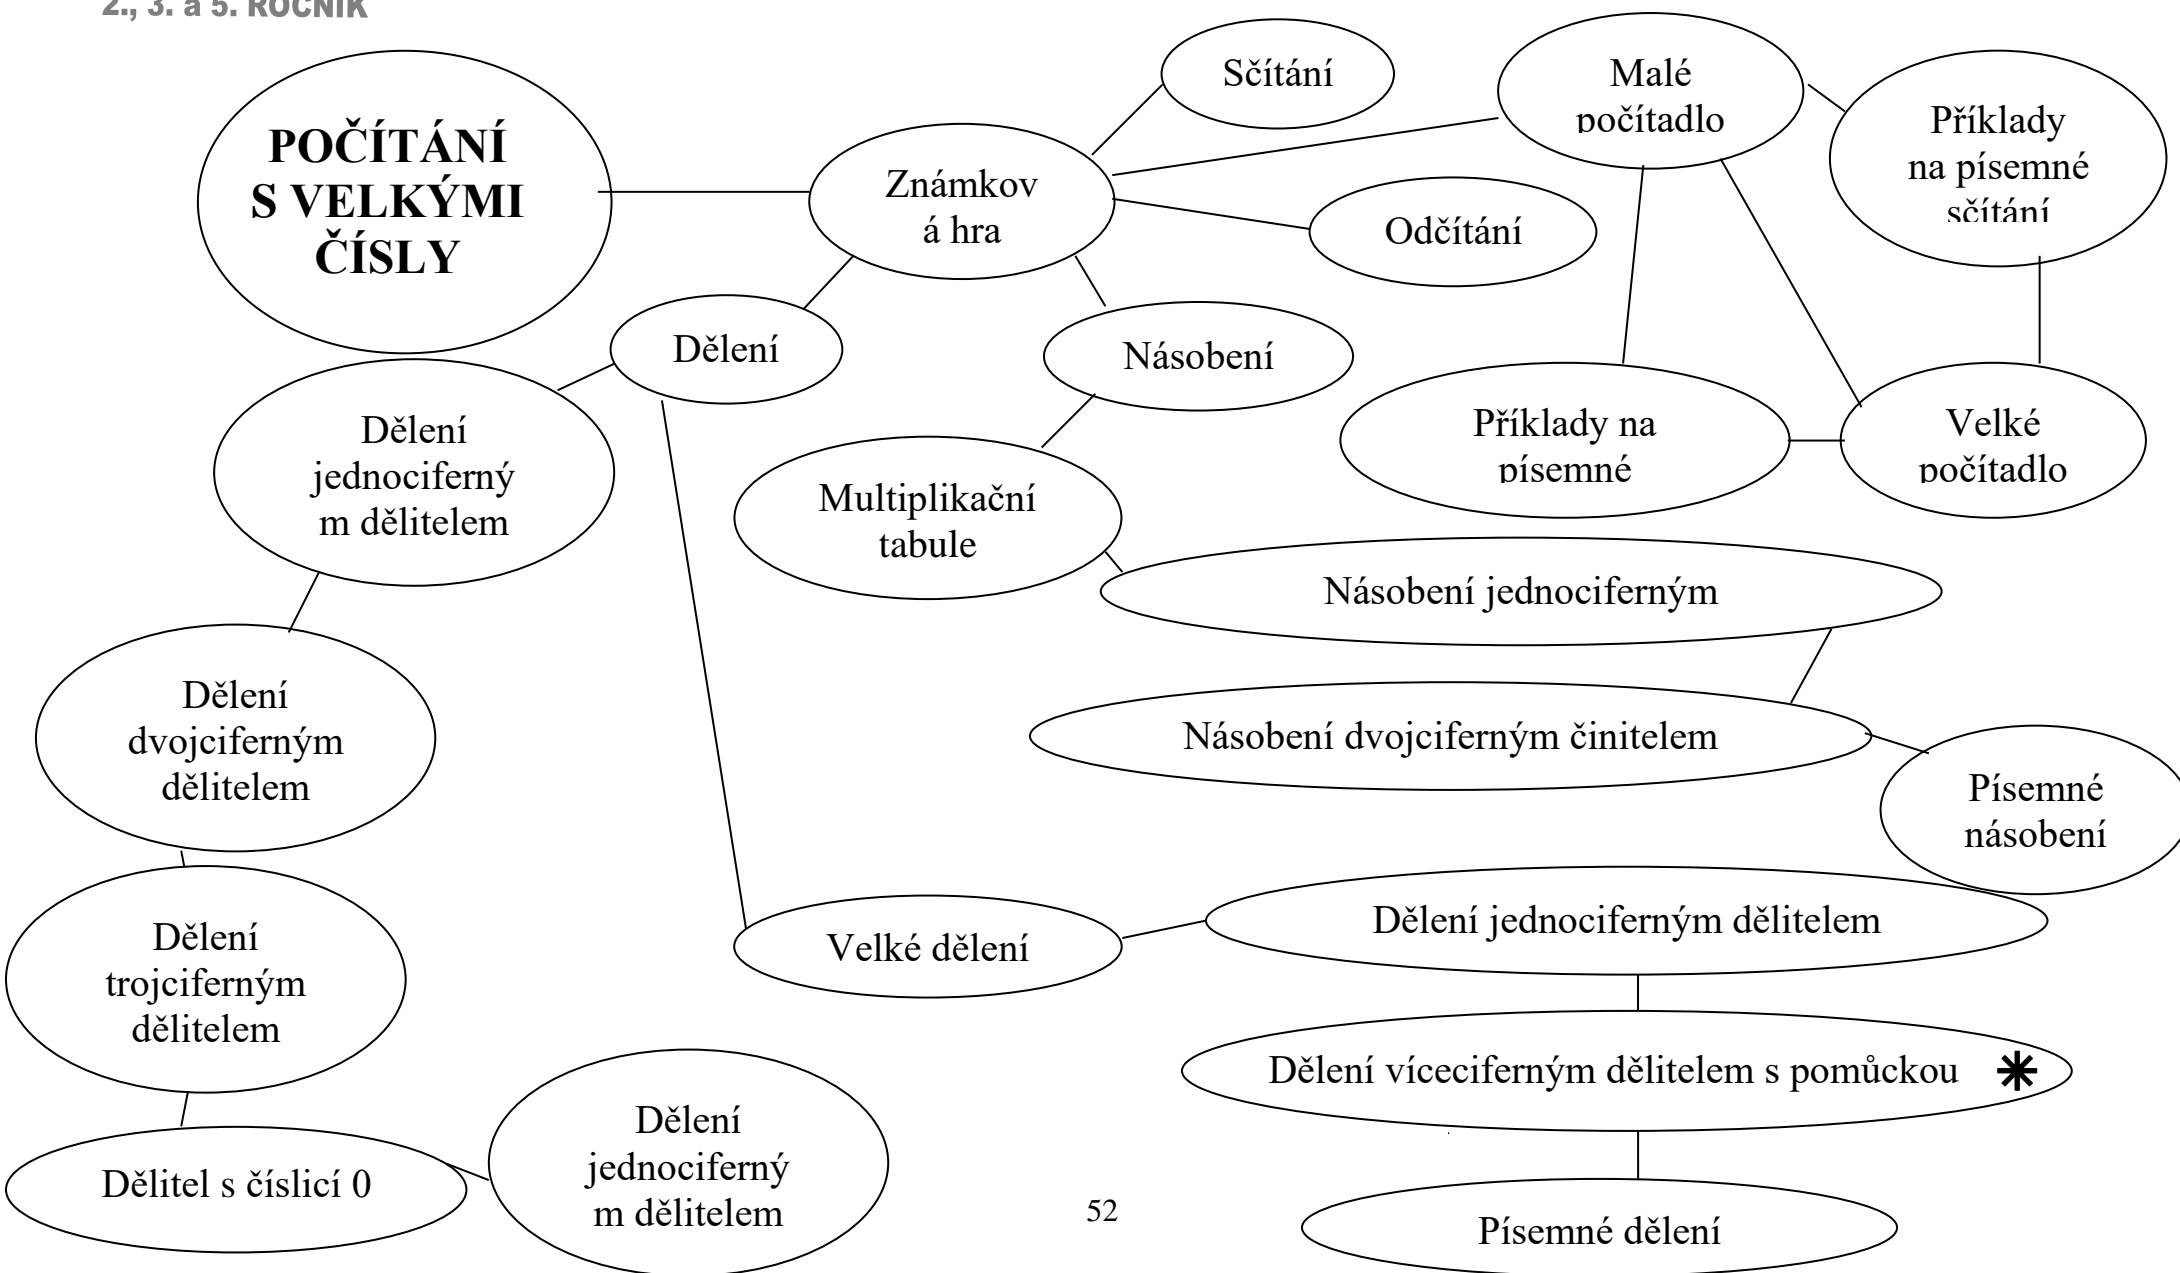 2., 3. a 5. ROČNÍK
POČÍTÁNÍ
S VELKÝMI
ČÍSLY
Známkov
á hra
Sčítání
Malé
počítadlo
Příklady
na písemné
sčítání
Odčítání
Dělení
Násobení
Příklady na
písemné
Velké
počítadlo
Dělení
jednociferný
m dělitelem
Multiplikační
tabule
Násobení jednociferným
Dělení
dvojciferným
dělitelem
Násobení dvojciferným činitelem
Písemné
násobení
Dělení
trojciferným
dělitelem
Velké dělení
Dělení jednociferným dělitelem
Dělení víceciferným dělitelem s pomůckou
Dělitel s číslicí 0
Dělení
jednociferný
m dělitelem
Písemné dělení
52